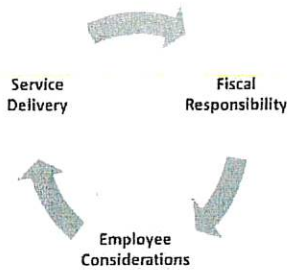 Service
Delivery
Fiscal
Responsibility
Employee
Considerations